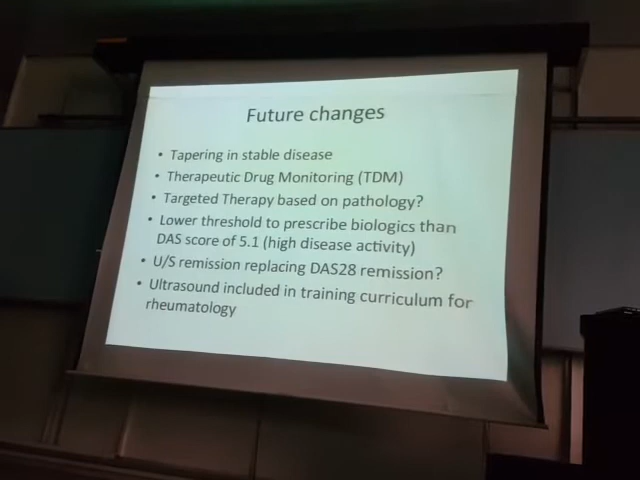 Future changes
• Tapering in stable disease
• Therapeutic Drug Monitoring (TDM)
• Targeted Therapy based on pathology?
• Lower threshold to prescribe biologics than
DAS score of 5.1 (high disease activity)
• U/S remission replacing DAS28 remission?
• Ultrasound included in training curriculum for
rheumatology